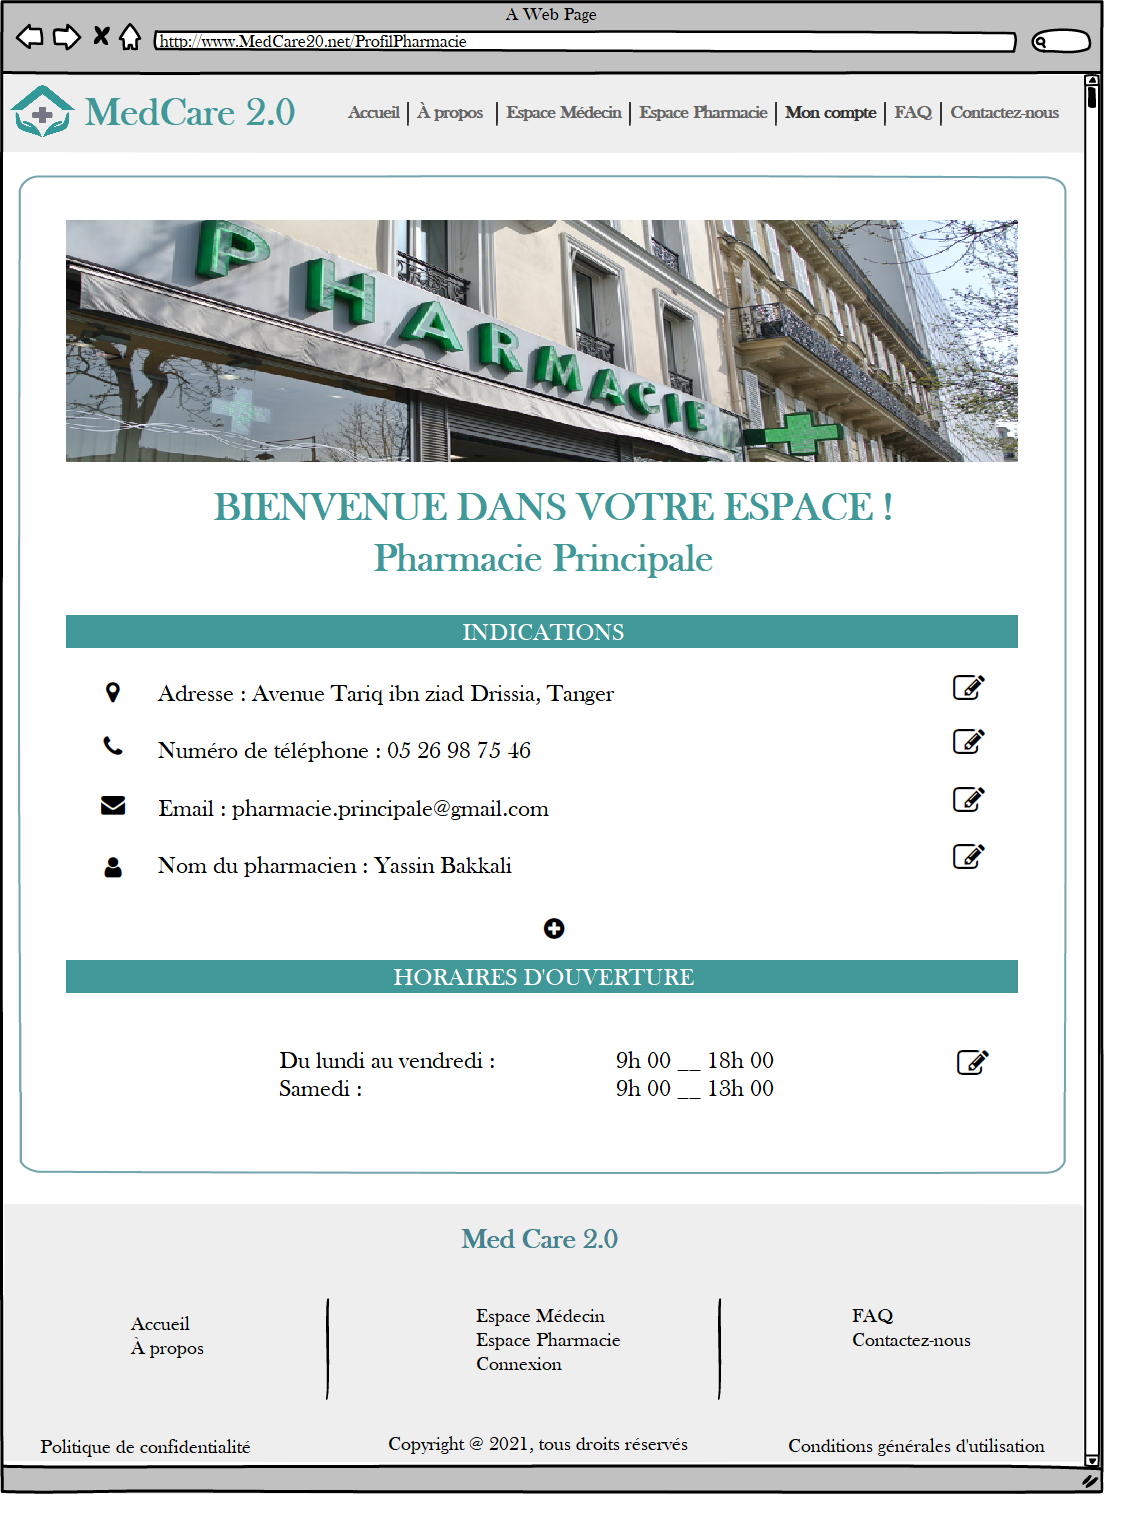 A Web Page
http://www.MedCare20.net/ProfilPharmacie
MedCare 2.0
Accueil | À propos | Espace Médecin | Espace Pharmacie | Mon compte | FAQ | Contactez-nous
PHARMACIE
BIENVENUE DANS VOTRE ESPACE !
Pharmacie Principale
INDICATIONS
Adresse : Avenue Tariq ibn ziad Drissia, Tanger
Numéro de téléphone : 05 26 98 75 46
Email : pharmacie.principale@gmail.com
Nom du pharmacien : Yassin Bakkali
HORAIRES D'OUVERTURE
Du lundi au vendredi : 9h 00 __ 18h 00
Samedi : 9h 00 __ 13h 00
Med Care 2.0
Accueil
À propos
Espace Médecin
Espace Pharmacie
Connexion
FAQ
Contactez-nous
Politique de confidentialité
Copyright @ 2021, tous droits réservés
Conditions générales d'utilisation